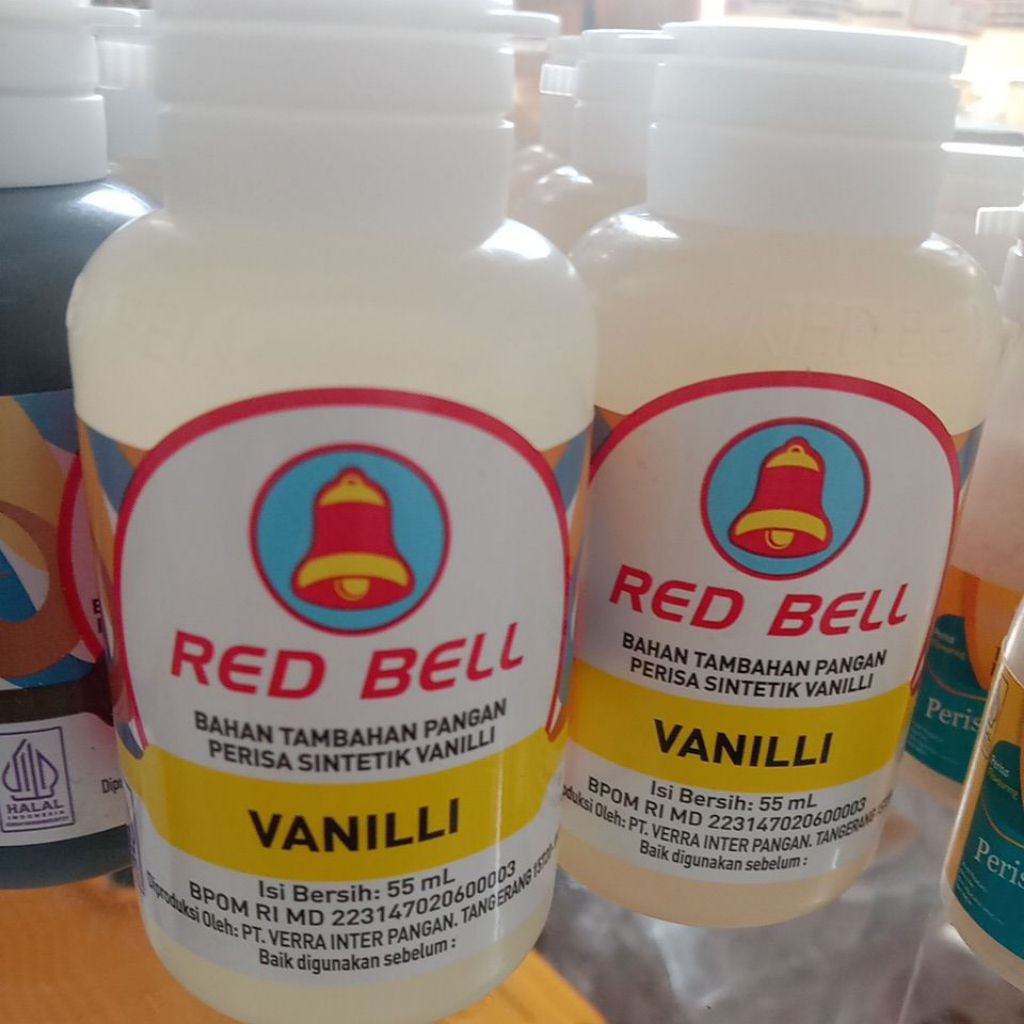 RED BELL
BAHAN TAMBAHAN PANGAN
PERISA SINTETIK VANILLI
VANILLI
Isi Bersih: 55 mL
BPOM RI MD 223147020600003
Diproduksi Oleh: PT. VERRA INTER PANGAN. TANGERANG
Baik digunakan sebelum :
RED BELL
BAHAN TAMBAHAN PANGAN
PERISA SINTETIK VANILLI
VANILLI
Isi Bersih: 55 mL
BPOM RI MD 223147020600003
Oleh: PT. VERRA INTER PANGAN. TANGERANG
Baik digunakan sebelum :
HALAL
INDONESIA